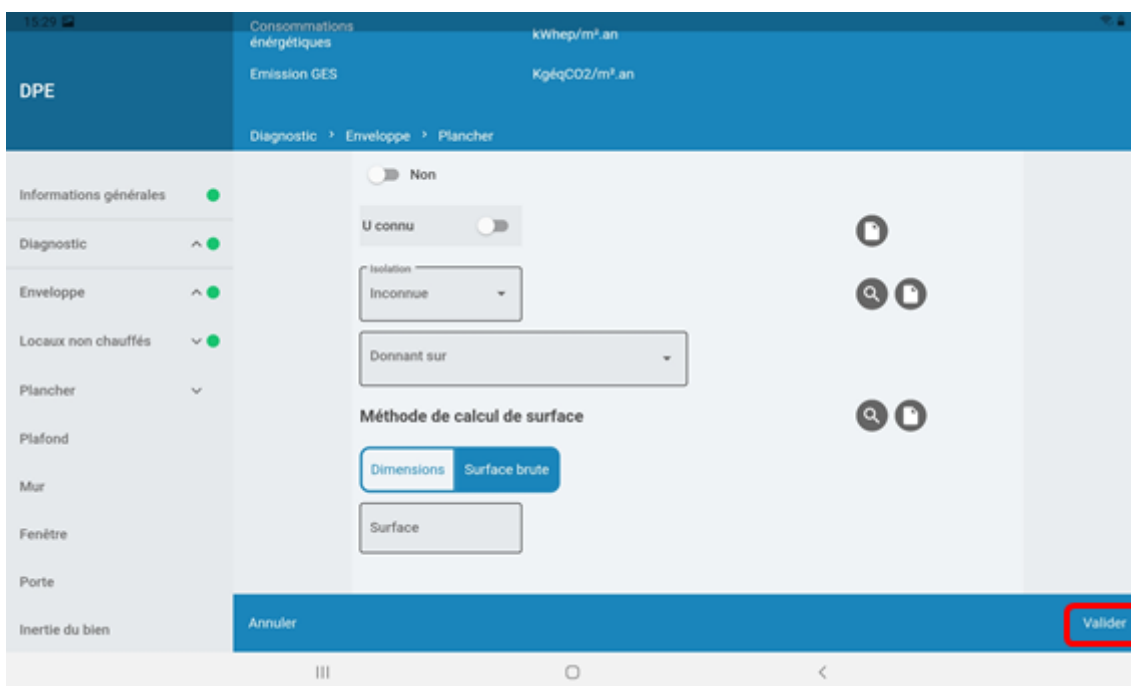 15:29
Consommations
énérgétiques
kWhep/m².an
Emission GES
KgéqCO2/m².an
DPE
Diagnostic > Enveloppe > Plancher
Informations générales
Diagnostic
Enveloppe
Locaux non chauffés
Plancher
Plafond
Mur
Fenêtre
Porte
Inertie du bien
Non
U connu
Isolation
Inconnue
Donnant sur
Méthode de calcul de surface
Dimensions
Surface brute
Surface
Annuler
Valider